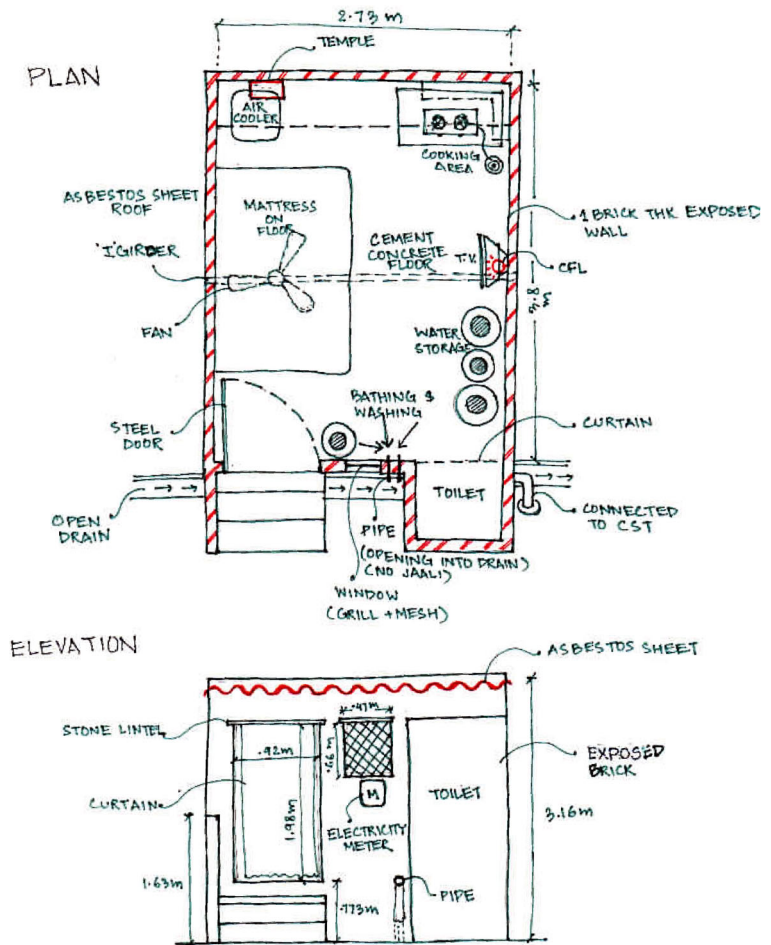 2.73 m
TEMPLE
PLAN
AIR
COOLER
COOKING
AREA
ASBESTOS SHEET
ROOF
MATTRESS
ON
FLOOR
1 BRICK THK EXPOSED
WALL
CEMENT
CONCRETE
FLOOR
T.V.
'I' GIRDER
CFL
FAN
WATER
STORAGE
BATHING &
WASHING
STEEL
DOOR
CURTAIN
TOILET
OPEN
DRAIN
PIPE
(OPENING INTO DRAIN)
(NO JAALI)
CONNECTED
TO CST
WINDOW
(GRILL + MESH)
ELEVATION
ASBESTOS SHEET
STONE LINTEL
.47m
.92m
.66 m
EXPOSED
BRICK
CURTAIN
1.98m
M
TOILET
ELECTRICITY
METER
3.16m
1.63m
.773m
PIPE